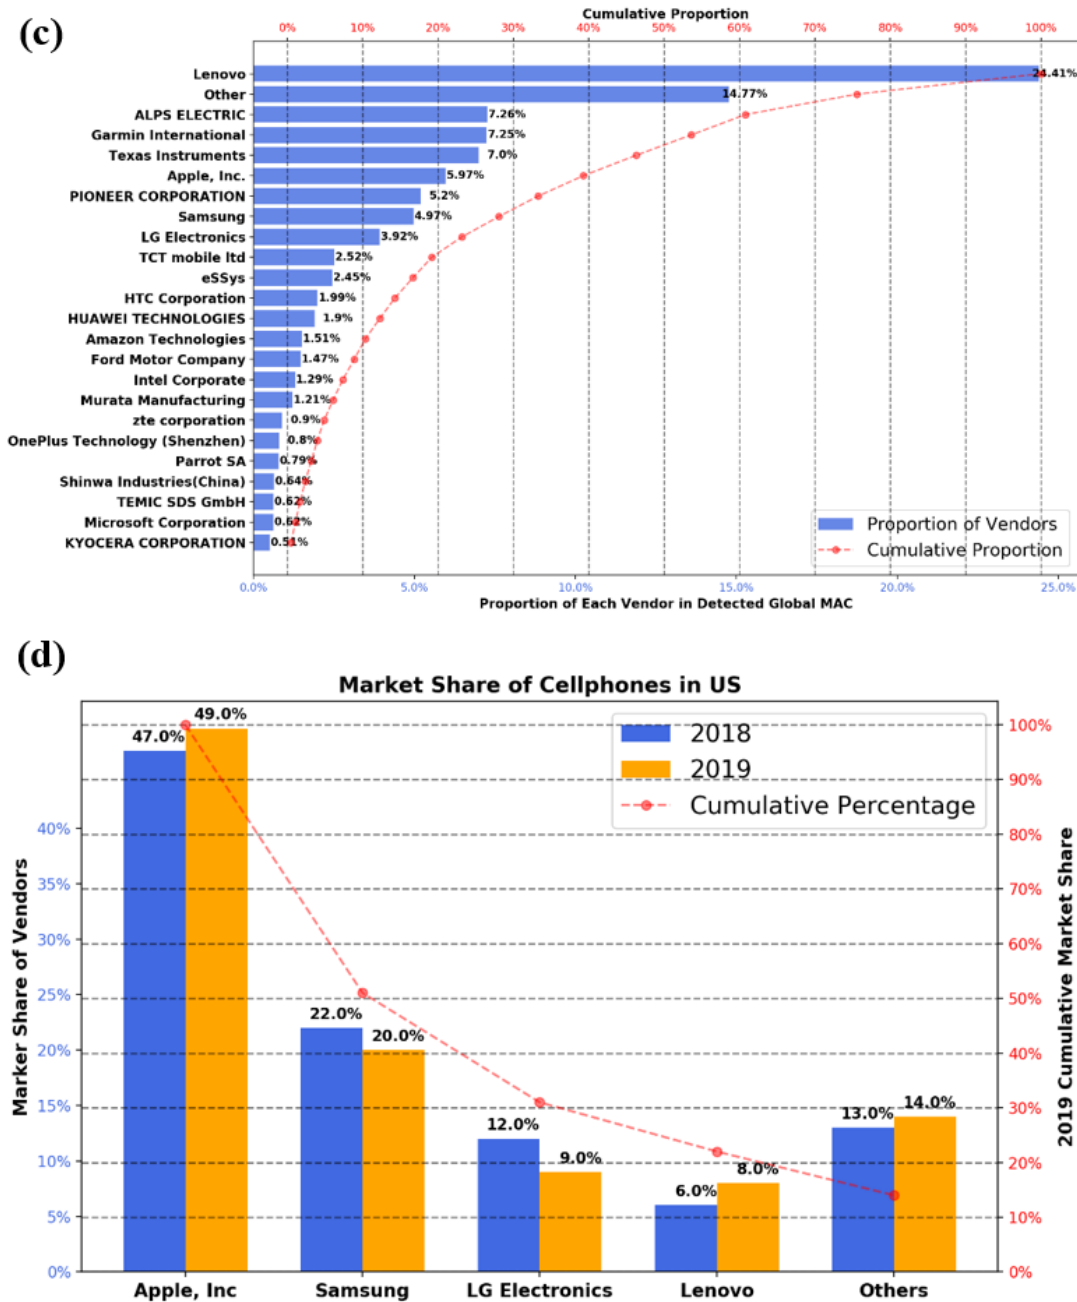 (c)
Cumulative Proportion
0% 10% 20% 30% 40% 50% 60% 70% 80% 90% 100%
Lenovo 24.41%
Other 14.77%
ALPS ELECTRIC 7.26%
Garmin International 7.25%
Texas Instruments 7.0%
Apple, Inc. 5.97%
PIONEER CORPORATION 5.2%
Samsung 4.97%
LG Electronics 3.92%
TCT mobile ltd 2.52%
eSSys 2.45%
HTC Corporation 1.99%
HUAWEI TECHNOLOGIES 1.9%
Amazon Technologies 1.51%
Ford Motor Company 1.47%
Intel Corporate 1.29%
Murata Manufacturing 1.21%
zte corporation 0.9%
OnePlus Technology (Shenzhen) 0.8%
Parrot SA 0.79%
Shinwa Industries(China) 0.64%
TEMIC SDS GmbH 0.62%
Microsoft Corporation 0.62%
KYOCERA CORPORATION 0.51%
Proportion of Vendors
Cumulative Proportion
0.0% 5.0% 10.0% 15.0% 20.0% 25.0%
Proportion of Each Vendor in Detected Global MAC
(d)
Market Share of Cellphones in US
Marker Share of Vendors
40%
35%
30%
25%
20%
15%
10%
5%
0%
47.0% 49.0%
22.0% 20.0%
12.0% 9.0%
6.0% 8.0%
13.0% 14.0%
2018
2019
Cumulative Percentage
100%
90%
80%
70%
60%
50%
40%
30%
20%
10%
0%
2019 Cumulative Market Share
Apple, Inc Samsung LG Electronics Lenovo Others